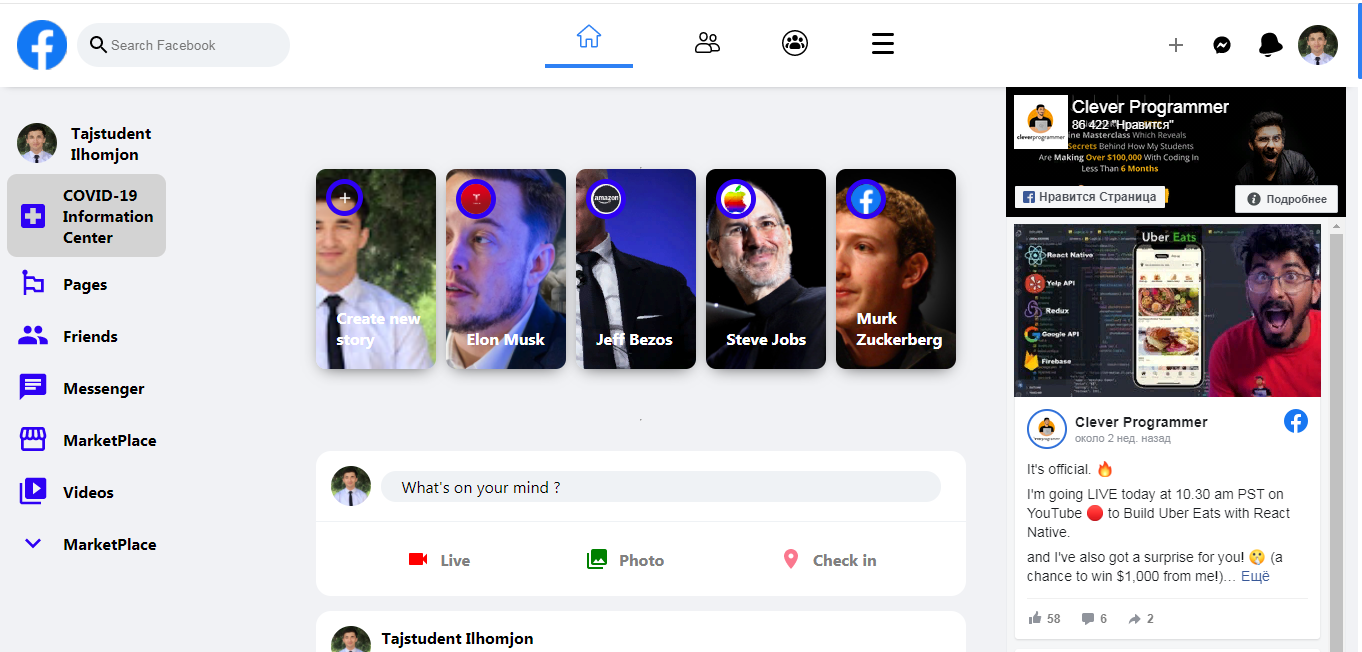 Search Facebook
Tajstudent
Ilhomjon
COVID-19
Information
Center
Pages
Friends
Messenger
MarketPlace
Videos
MarketPlace
Create new
story
Elon Musk
amazon
Jeff Bezos
Steve Jobs
Murk
Zuckerberg
What's on your mind ?
Live
Photo
Check in
Tajstudent Ilhomjon
Clever Programmer
86 422 "Нравится"
Masterclass Which Reveals
Secrets Behind How My Students
Are Making Over $100,000 With Coding In
Less Than 6 Months
cleverprogrammer
Нравится Страница
Подробнее
Uber Eats
React Native
Yelp API
Redux
Google API
Firebase
Clever Programmer
около 2 нед. назад
It's official. 🔥
I'm going LIVE today at 10.30 am PST on
YouTube 🔴 to Build Uber Eats with React
Native.
and I've also got a surprise for you! 🤫 (a
chance to win $1,000 from me!)… Ещё
58 6 2